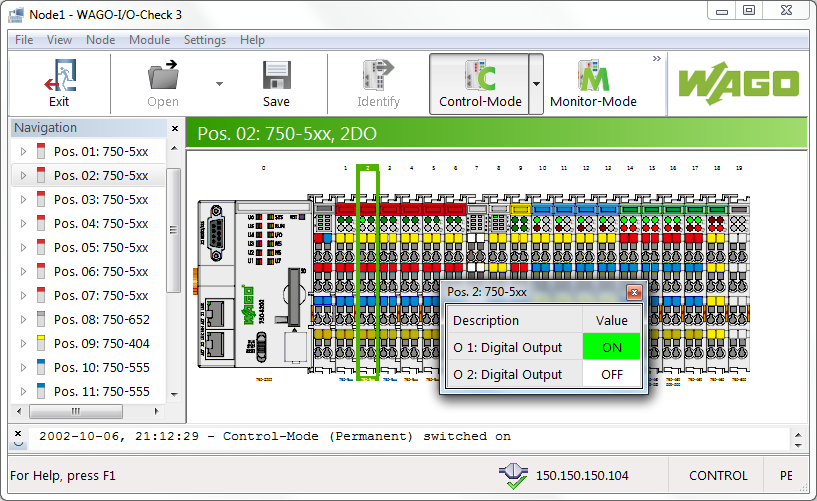 Node1 - WAGO-I/O-Check 3
File View Node Module Settings Help
Exit
Open
Save
Identify
Control-Mode
Monitor-Mode
WAGO
Navigation
Pos. 01: 750-5xx
Pos. 02: 750-5xx
Pos. 03: 750-5xx
Pos. 04: 750-5xx
Pos. 05: 750-5xx
Pos. 06: 750-5xx
Pos. 07: 750-5xx
Pos. 08: 750-652
Pos. 09: 750-404
Pos. 10: 750-555
Pos. 11: 750-555
Pos. 02: 750-5xx, 2DO
0 1 2 3 4 5 6 7 8 9 10 11 12 13 14 15 16 17 18 19
WAGO
Pos. 2: 750-5xx
Description Value
O 1: Digital Output ON
O 2: Digital Output OFF
2002-10-06, 21:12:29 - Control-Mode (Permanent) switched on
For Help, press F1
150.150.150.104
CONTROL
PE